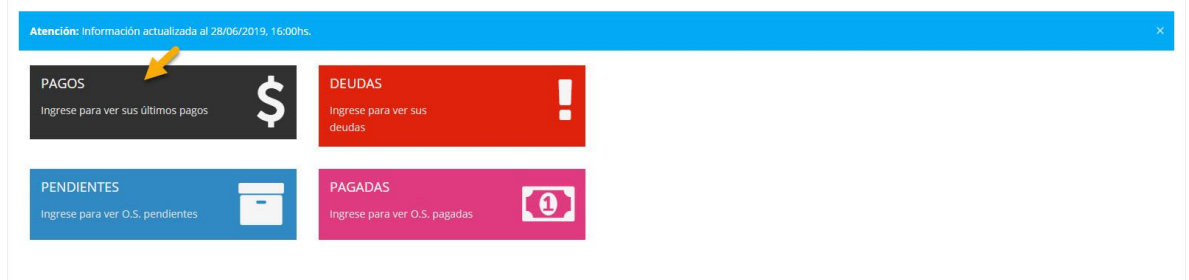 Atención: Información actualizada al 28/06/2019, 16:00hs.
×
PAGOS
Ingrese para ver sus últimos pagos
$
DEUDAS
Ingrese para ver sus
deudas
!
PENDIENTES
Ingrese para ver O.S. pendientes
PAGADAS
Ingrese para ver O.S. pagadas
1